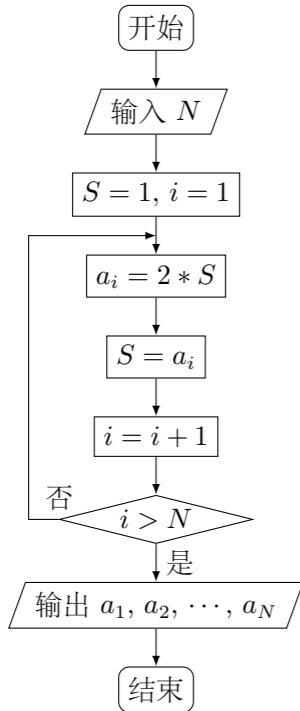 开始
输入 N
S = 1, i = 1
a_i = 2 * S
S = a_i
i = i + 1
否
i > N
是
输出 a_1, a_2, ⋯, a_N
结束